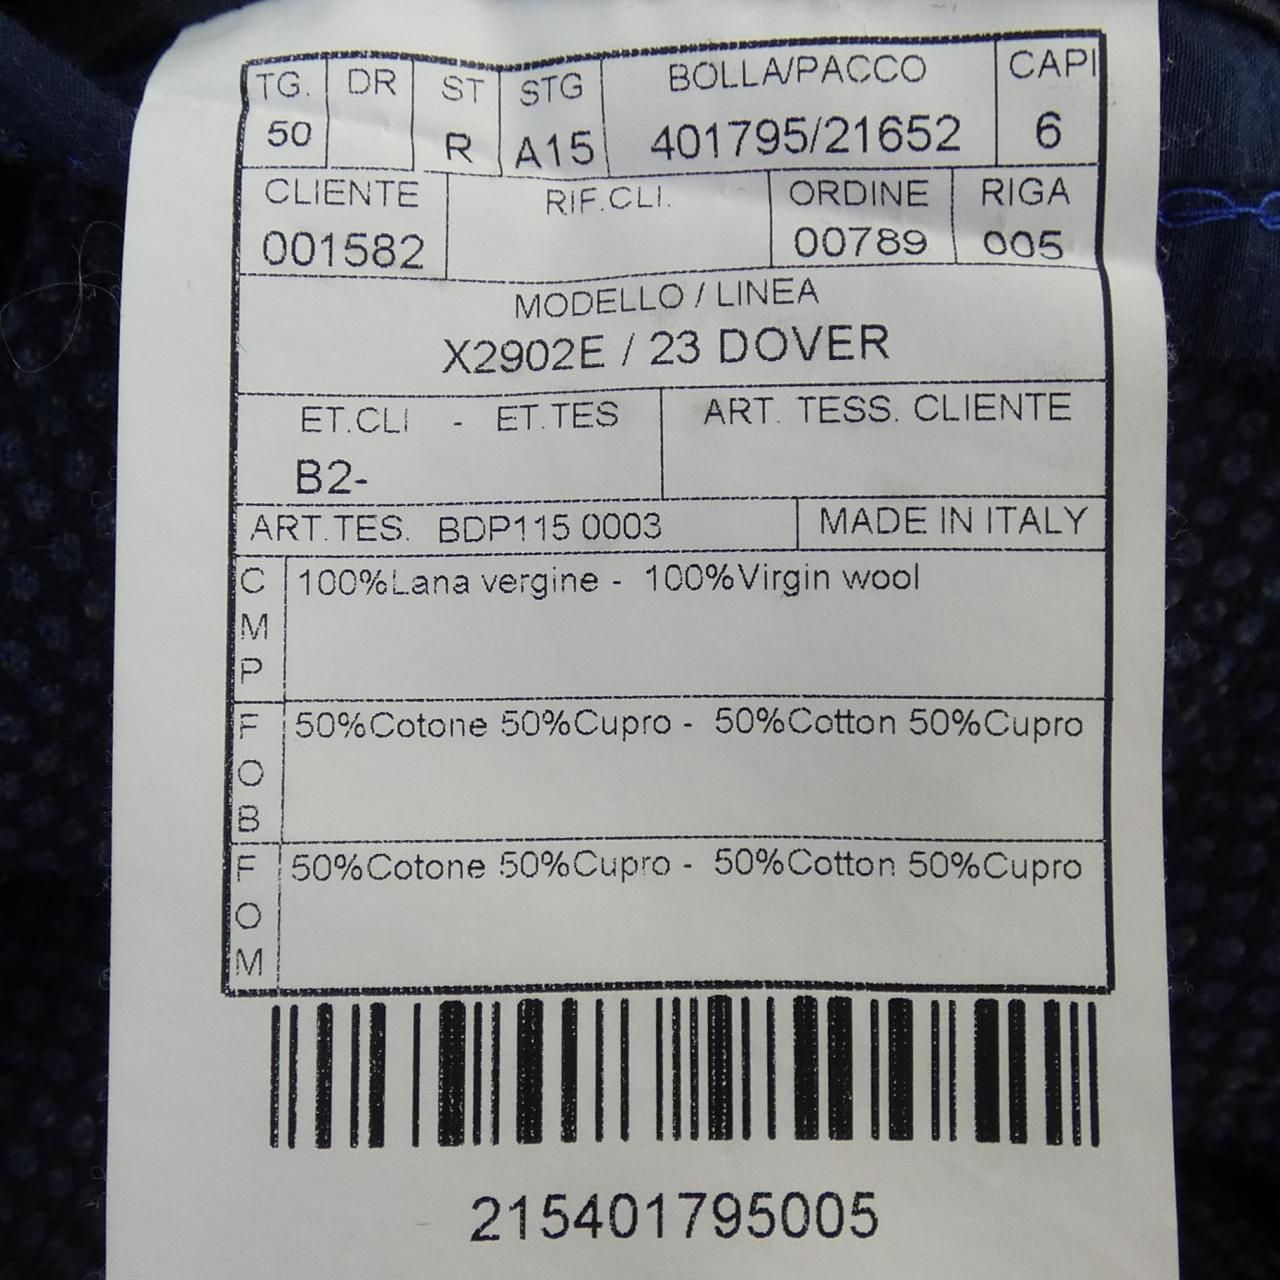 TG. DR ST STG BOLLA/PACCO CAPI
50 R A15 401795/21652 6
CLIENTE RIF.CLI. ORDINE RIGA
001582 00789 005
MODELLO / LINEA
X2902E / 23 DOVER
ET.CLI - ET.TES ART. TESS. CLIENTE
B2-
ART.TES. BDP115 0003 MADE IN ITALY
CMP 100%Lana vergine - 100%Virgin wool
FOB 50%Cotone 50%Cupro - 50%Cotton 50%Cupro
FOM 50%Cotone 50%Cupro - 50%Cotton 50%Cupro
215401795005